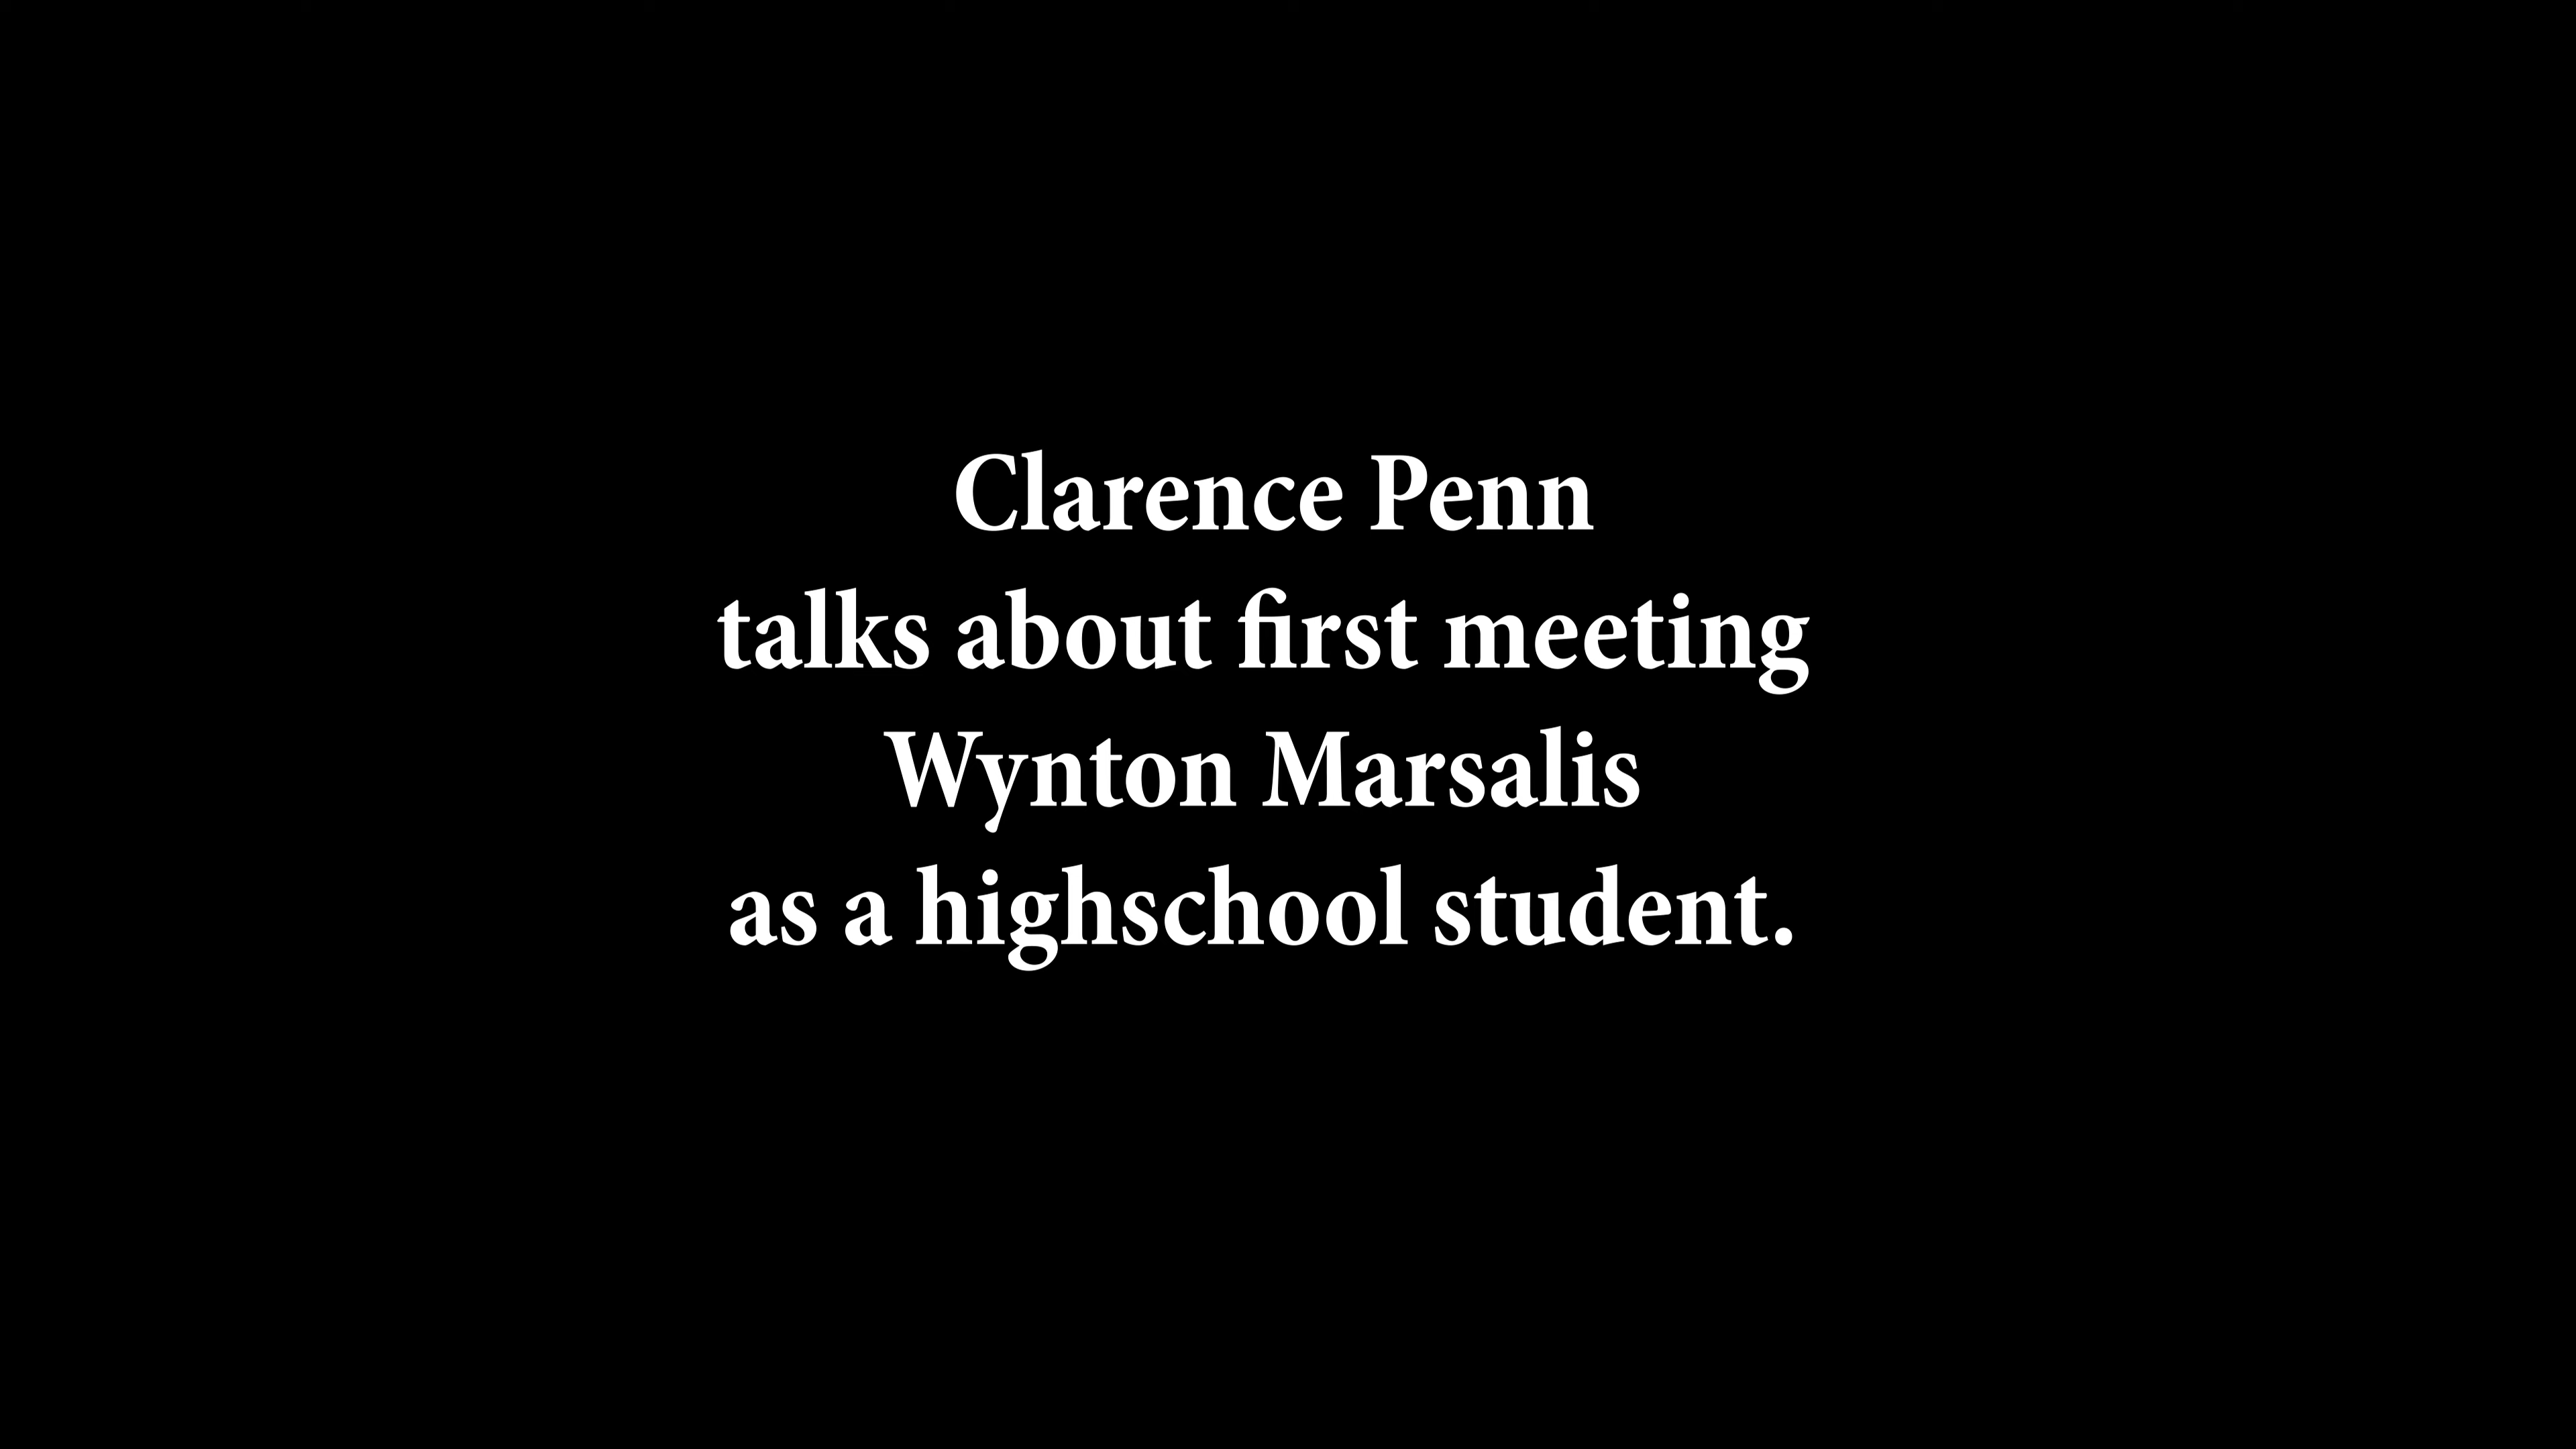 Clarence Penn
talks about first meeting
Wynton Marsalis
as a highschool student.